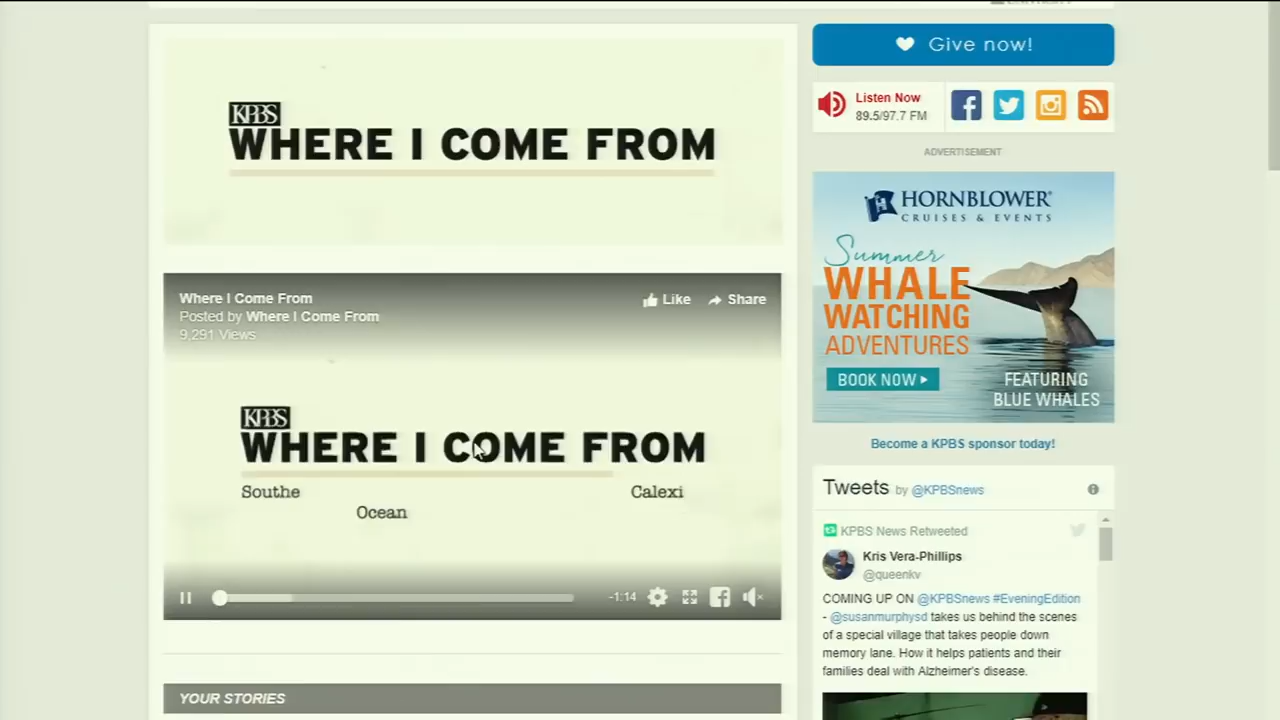 KPBS
WHERE I COME FROM
Where I Come From
Posted by Where I Come From
9,291 Views
Like
Share
KPBS
WHERE I COME FROM
Southe
Calexi
Ocean
-1:14
YOUR STORIES
Give now!
Listen Now
89.5/97.7 FM
ADVERTISEMENT
HORNBLOWER
CRUISES & EVENTS
Summer
WHALE
WATCHING
ADVENTURES
BOOK NOW
FEATURING
BLUE WHALES
Become a KPBS sponsor today!
Tweets by @KPBSnews
KPBS News Retweeted
Kris Vera-Phillips
@queenkv
COMING UP ON @KPBSnews #EveningEdition
- @susanmurphysd takes us behind the scenes
of a special village that takes people down
memory lane. How it helps patients and their
families deal with Alzheimer's disease.